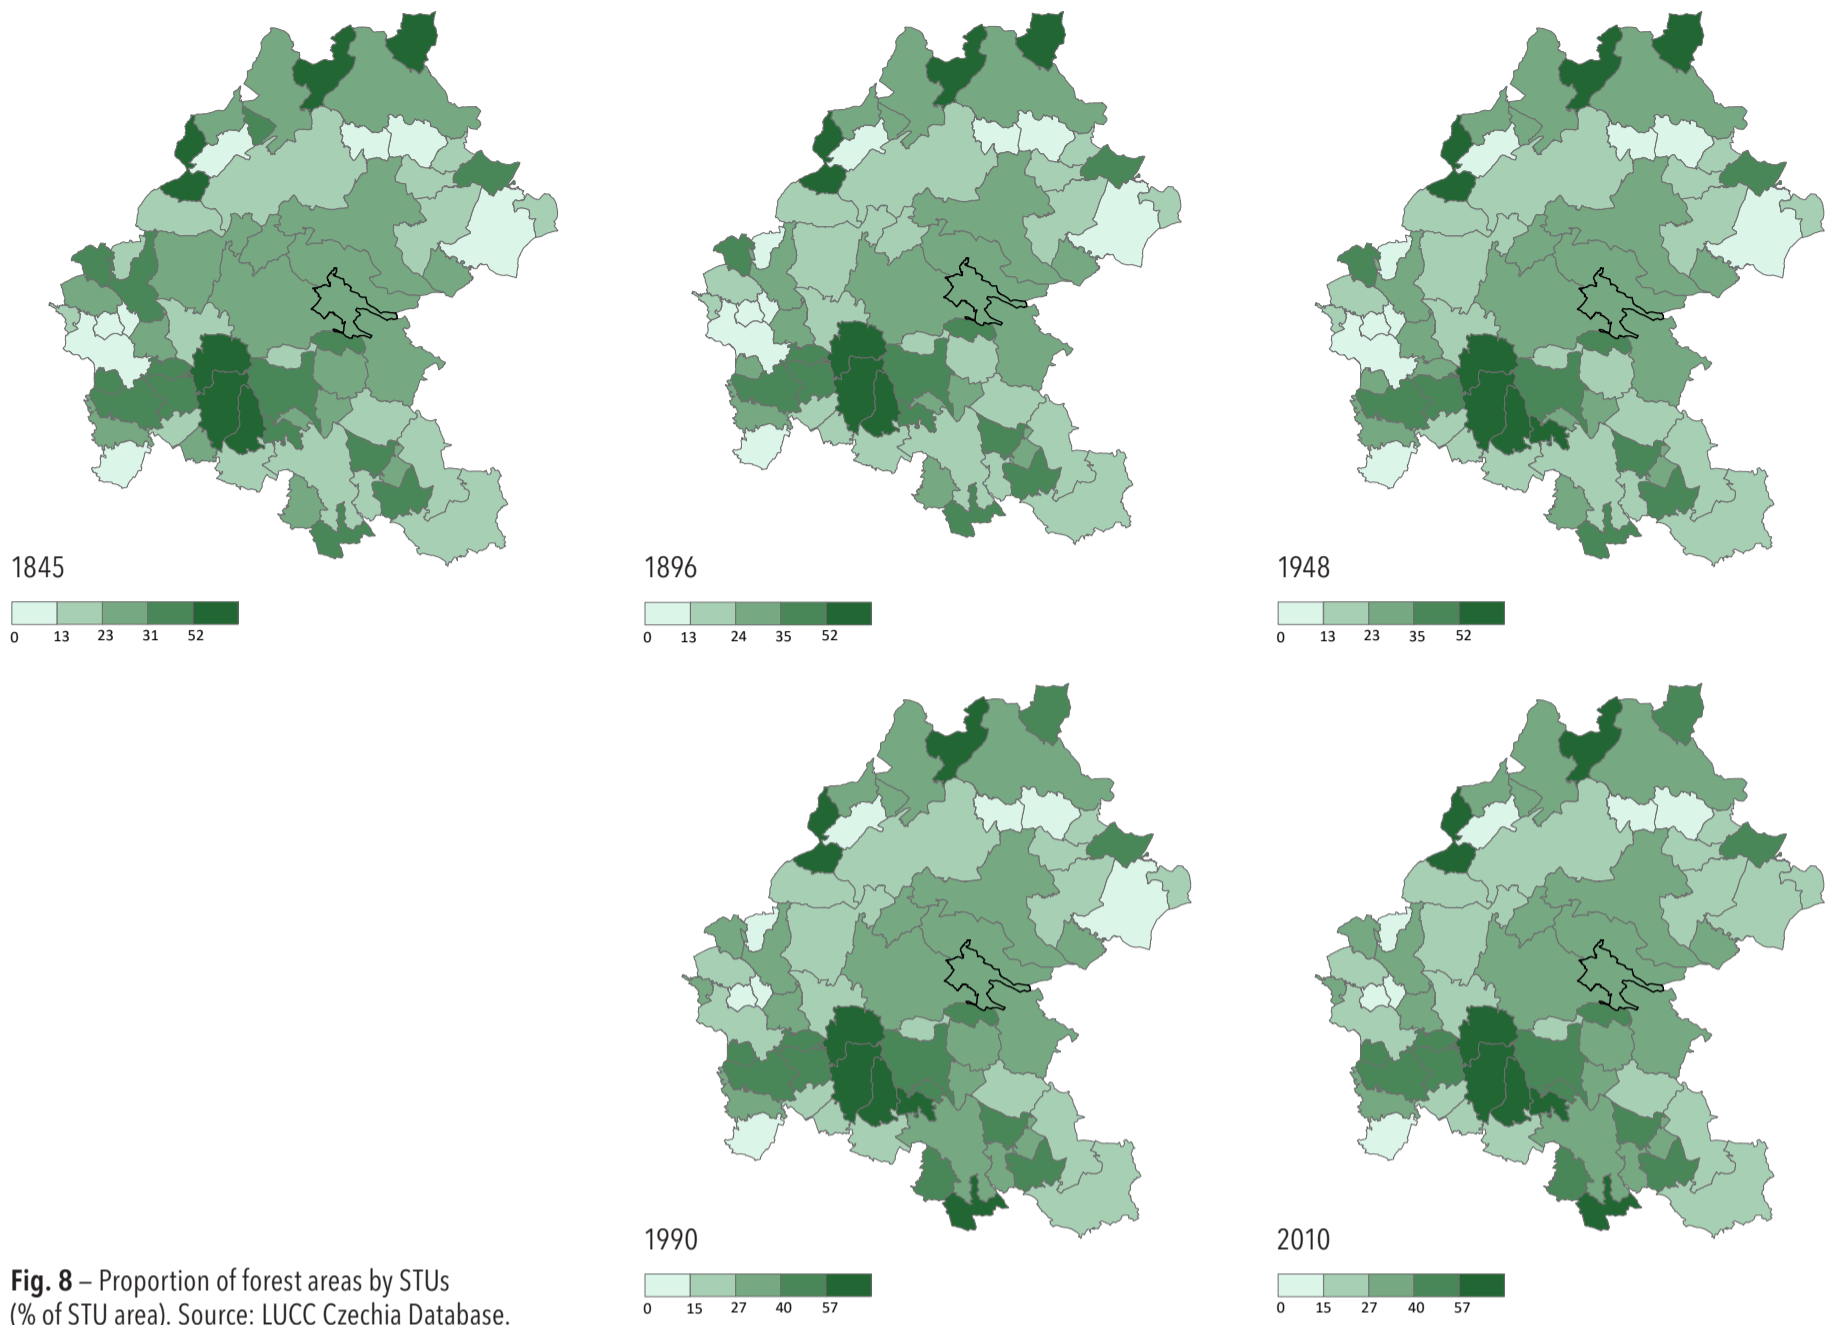 1845
0 13 23 31 52
1896
0 13 24 35 52
1948
0 13 23 35 52
1990
0 15 27 40 57
2010
0 15 27 40 57
Fig. 8 – Proportion of forest areas by STUs
(% of STU area). Source: LUCC Czechia Database.